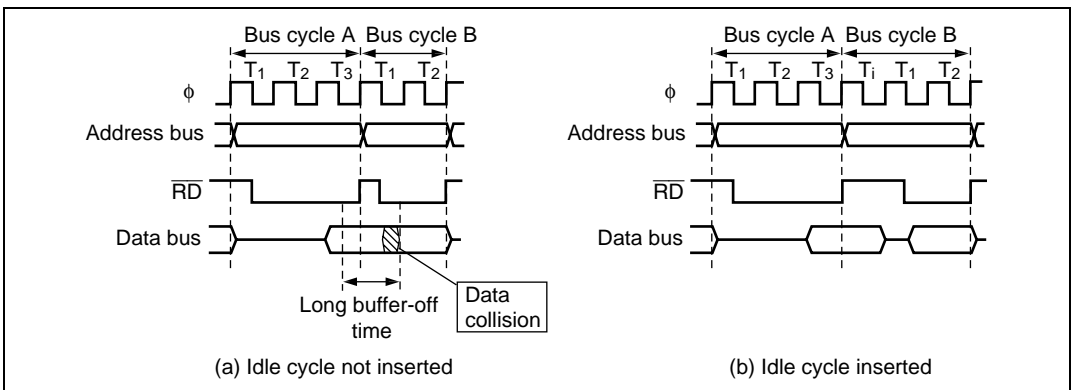 Bus cycle A Bus cycle B
T1 T2 T3 T1 T2
ϕ
Address bus
RD
Data bus
Long buffer-off
time
Data
collision
(a) Idle cycle not inserted
Bus cycle A Bus cycle B
T1 T2 T3 Ti T1 T2
ϕ
Address bus
RD
Data bus
(b) Idle cycle inserted